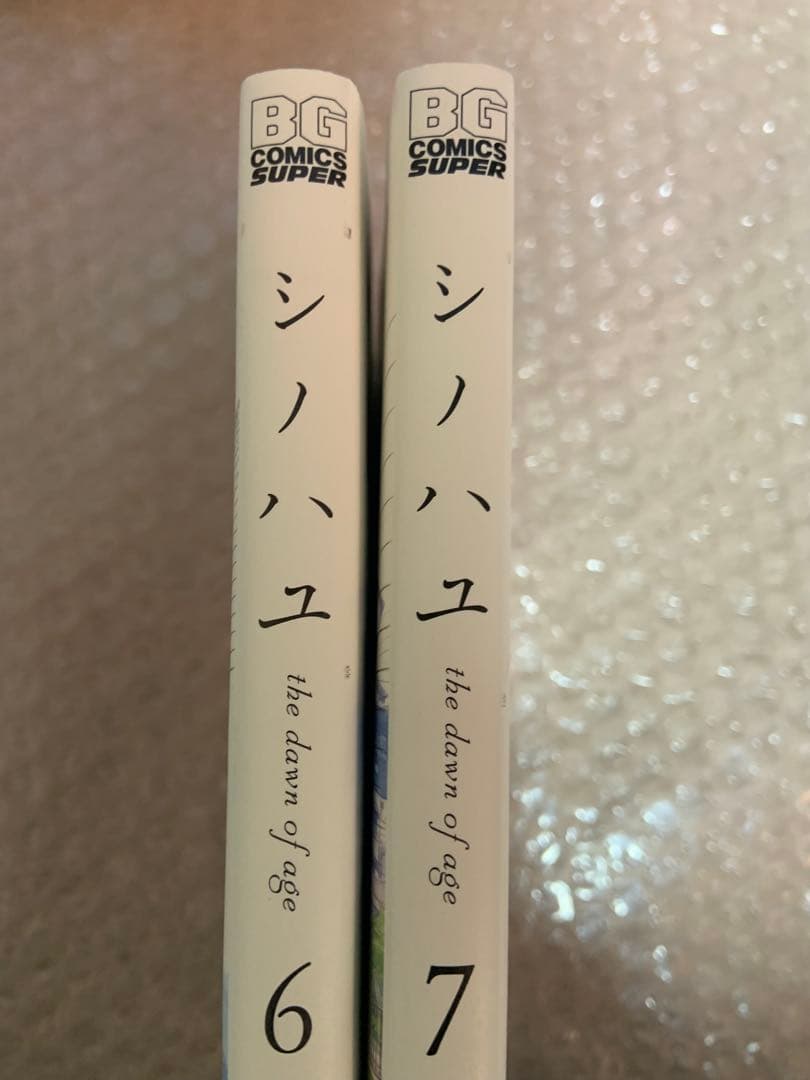 BG
COMICS
SUPER
シノハユ
the dawn of age
6
BG
COMICS
SUPER
シノハユ
the dawn of age
7